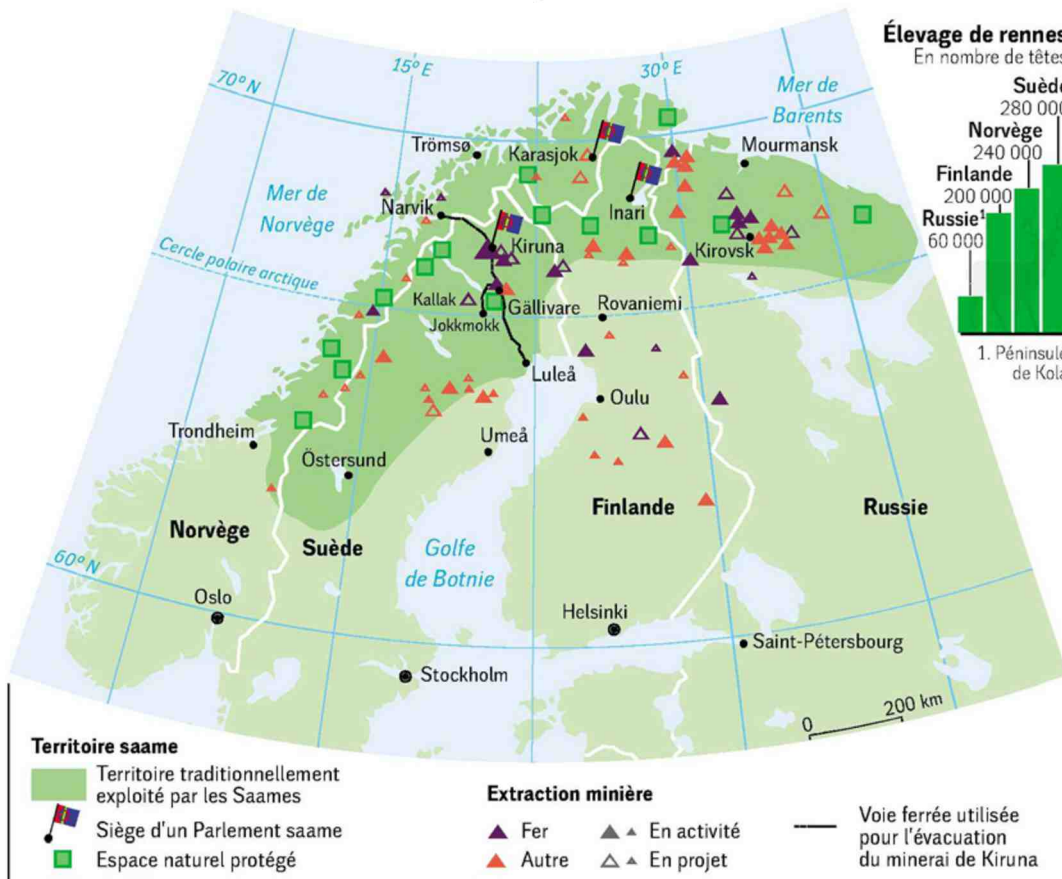 Élevage de rennes
En nombre de têtes
Suède
280 000
Norvège
240 000
Finlande
200 000
Russie¹
60 000
1. Péninsule
de Kola
15° E
30° E
70° N
Mer de
Barents
Trömsø
Karasjok
Mourmansk
Mer de
Norvège
Narvik
Inari
Kiruna
Kirovsk
Cercle polaire arctique
Kallak
Gällivare
Rovaniemi
Jokkmokk
Luleå
Oulu
Trondheim
Umeå
Östersund
Norvège
Suède
Finlande
Russie
60° N
Golfe
de Botnie
Oslo
Helsinki
Saint-Pétersbourg
Stockholm
0
200 km
Territoire saame
Territoire traditionnellement
exploité par les Saames
Siège d'un Parlement saame
Espace naturel protégé
Extraction minière
Fer
En activité
Autre
En projet
Voie ferrée utilisée
pour l'évacuation
du minerai de Kiruna